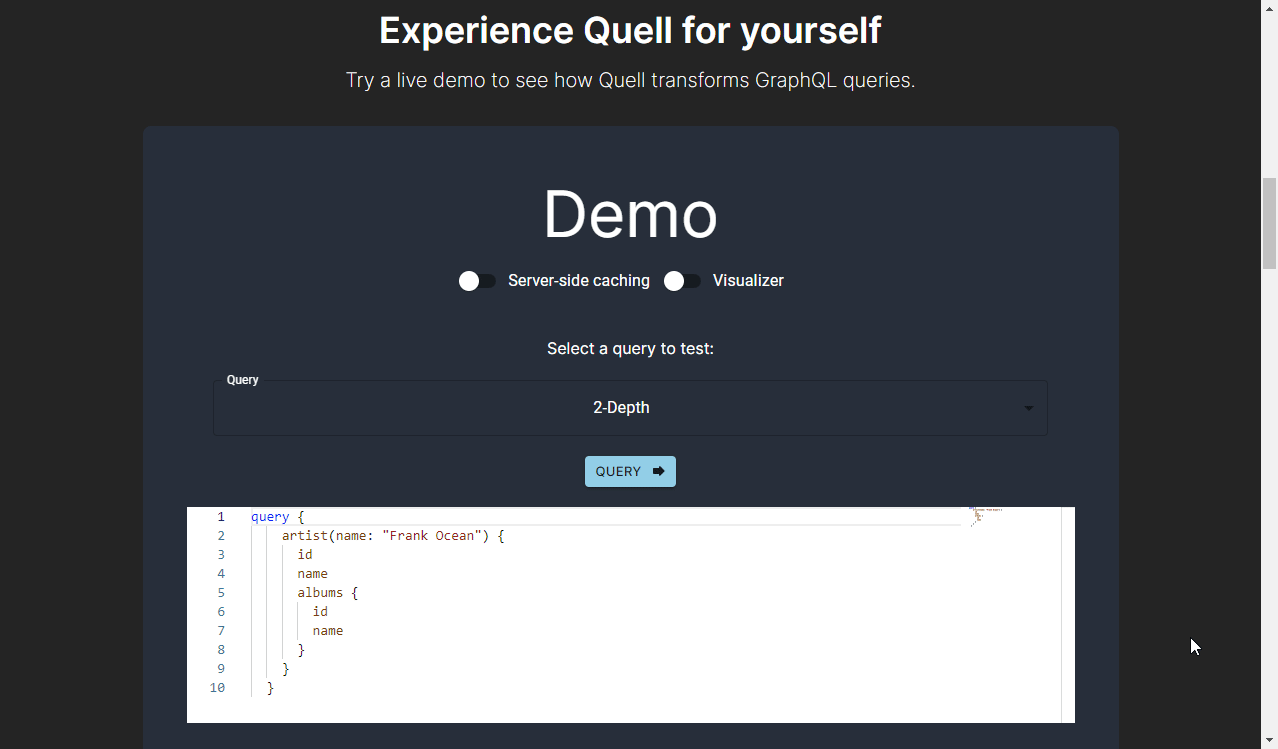 Experience Quell for yourself
Try a live demo to see how Quell transforms GraphQL queries.
Demo
Server-side caching Visualizer
Select a query to test:
Query
2-Depth
QUERY
1 query {
2 artist(name: "Frank Ocean") {
3 id
4 name
5 albums {
6 id
7 name
8 }
9 }
10 }